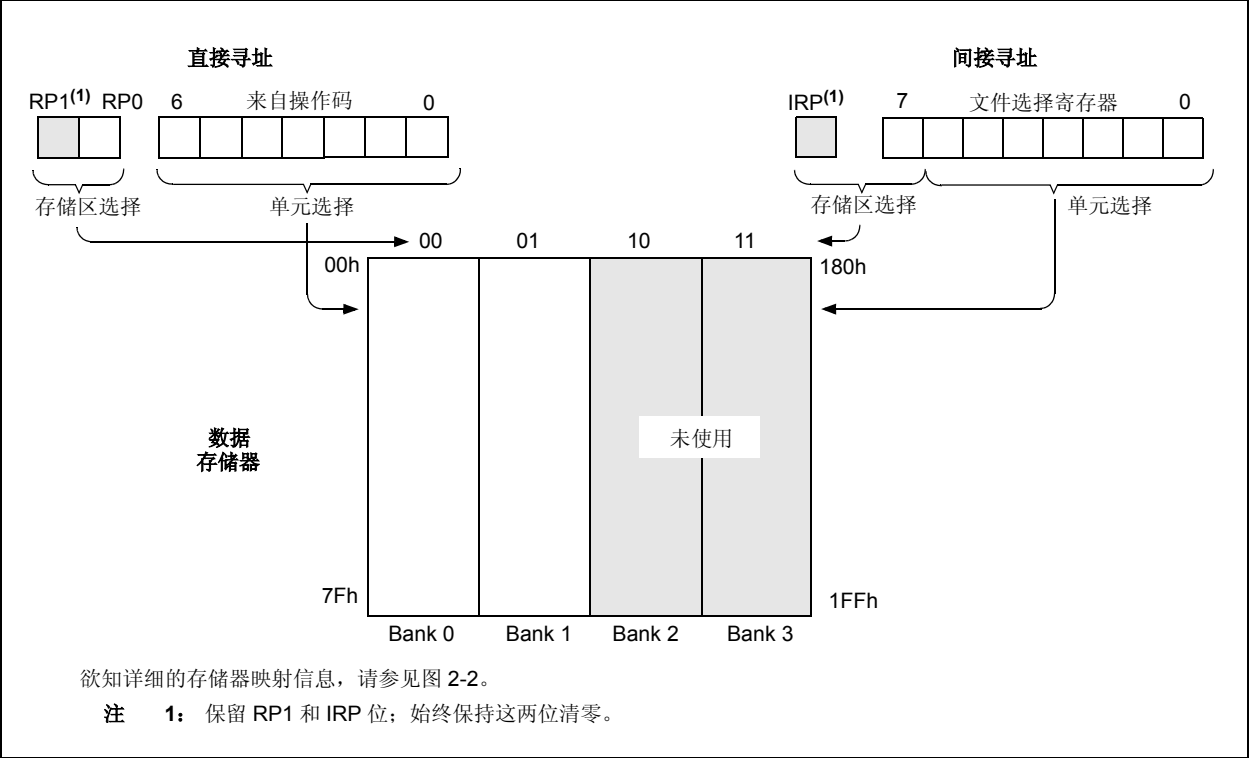 直接寻址
间接寻址
RP1(1) RP0 6 来自操作码 0
IRP(1) 7 文件选择寄存器 0
存储区选择 单元选择
存储区选择 单元选择
00 01 10 11
00h
180h
未使用
数据
存储器
7Fh
1FFh
Bank 0 Bank 1 Bank 2 Bank 3
欲知详细的存储器映射信息，请参见图 2-2。
注 1： 保留 RP1 和 IRP 位；始终保持这两位清零。